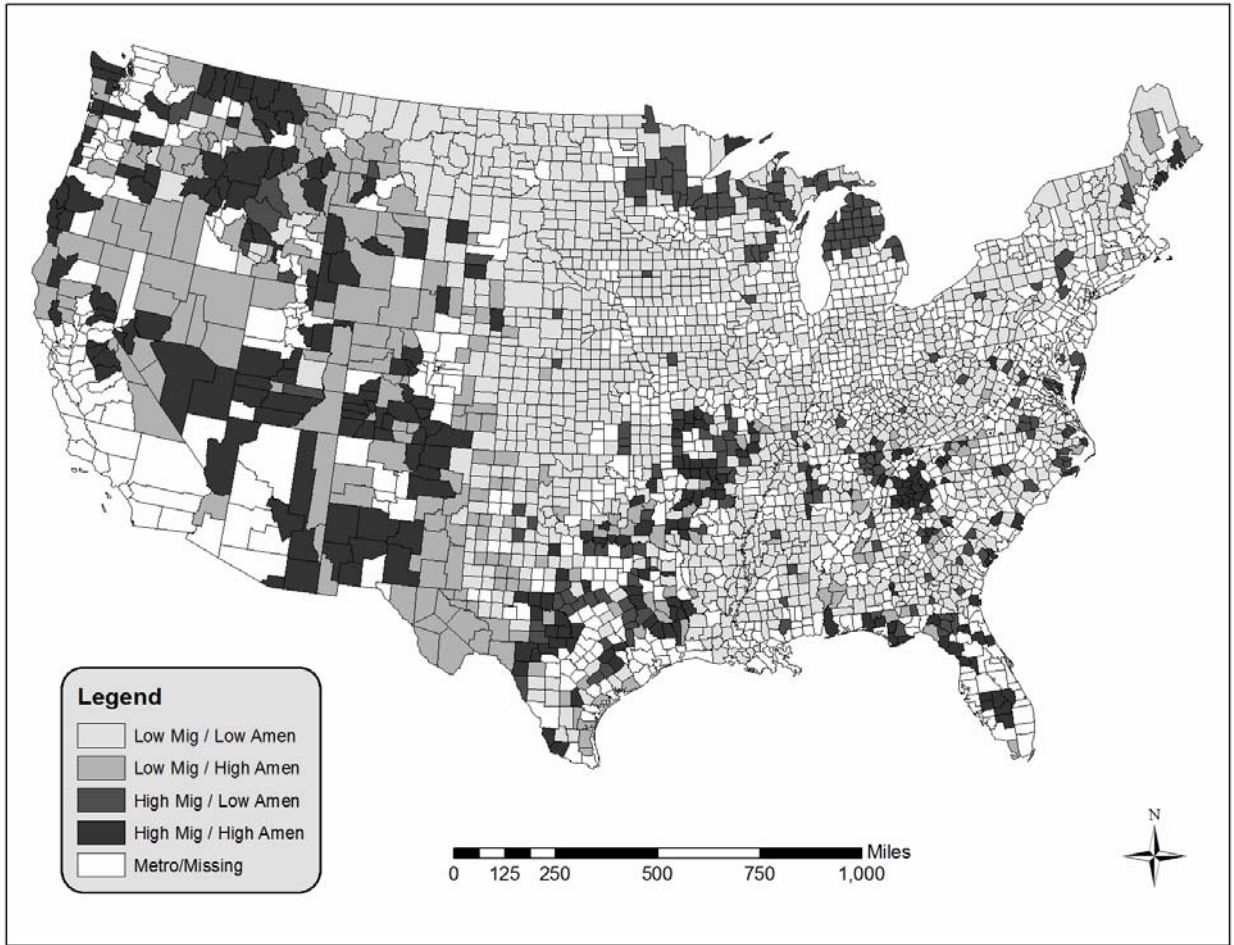 Legend
Low Mig / Low Amen
Low Mig / High Amen
High Mig / Low Amen
High Mig / High Amen
Metro/Missing
Miles
0 125 250 500 750 1,000
N